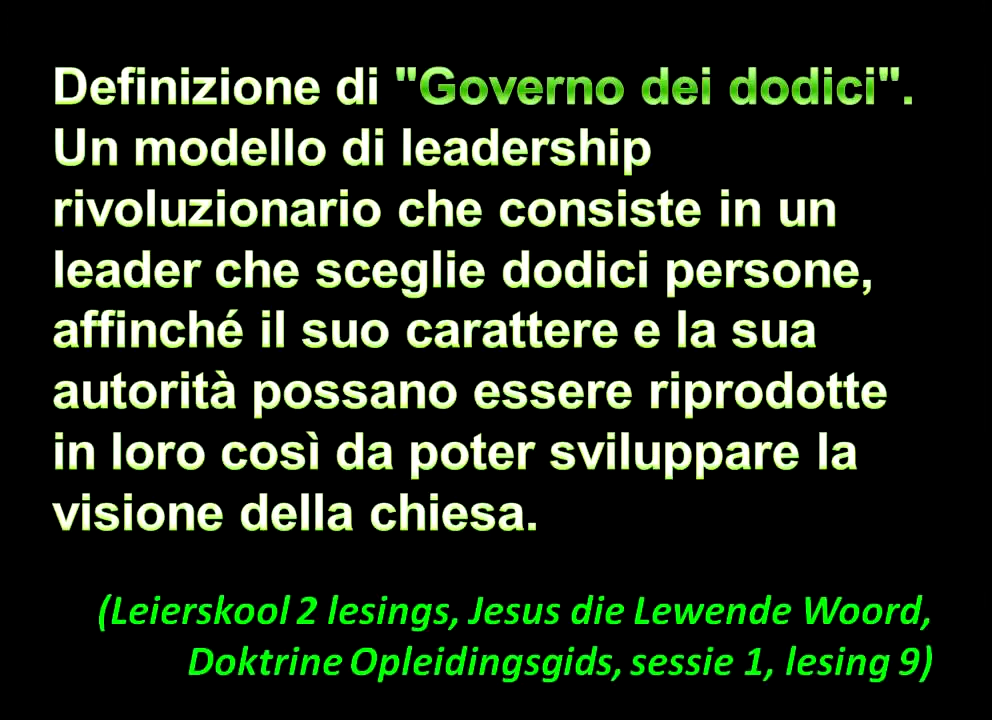 Definizione di "Governo dei dodici".
Un modello di leadership
rivoluzionario che consiste in un
leader che sceglie dodici persone,
affinché il suo carattere e la sua
autorità possano essere riprodotte
in loro così da poter sviluppare la
visione della chiesa.
(Leierskool 2 lesings, Jesus die Lewende Woord,
Doktrine Opleidingsgids, sessie 1, lesing 9)